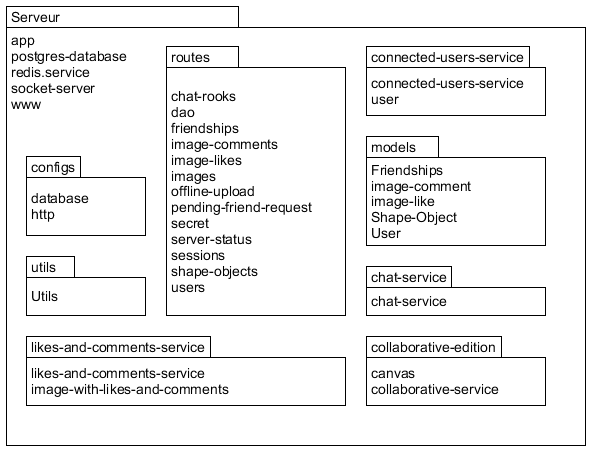 Serveur
app
postgres-database
redis.service
socket-server
www
configs
database
http
utils
Utils
routes
chat-rooks
dao
friendships
image-comments
image-likes
images
offline-upload
pending-friend-request
secret
server-status
sessions
shape-objects
users
connected-users-service
connected-users-service
user
models
Friendships
image-comment
image-like
Shape-Object
User
chat-service
chat-service
likes-and-comments-service
likes-and-comments-service
image-with-likes-and-comments
collaborative-edition
canvas
collaborative-service